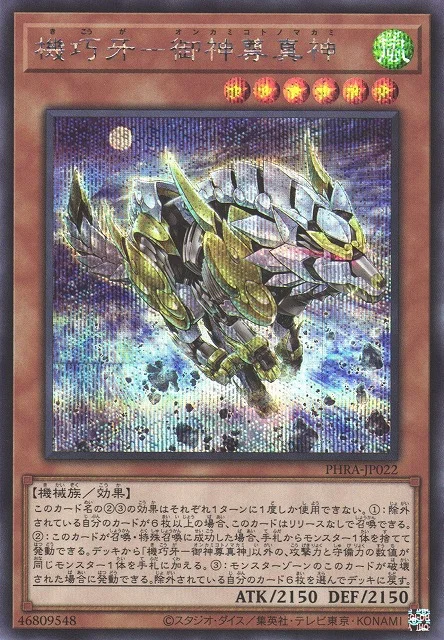 きこうが オンカミコトノマカミ
機巧牙－御神尊真神
風
PHRA-JP022
【機械族／効果】
このカード名の②③の効果はそれぞれ１ターンに１度しか使用できない。①：除外
されている自分のカードが６枚以上の場合、このカードはリリースなしで召喚できる。
②：このカードが召喚・特殊召喚に成功した場合、手札からモンスター１体を捨てて
発動できる。デッキから「機巧牙－御神尊真神」以外の、攻撃力と守備力の数値が
同じモンスター１体を手札に加える。③：モンスターゾーンのこのカードが破壊
された場合に発動できる。除外されている自分のカード６枚を選んでデッキに戻す。
ATK/2150 DEF/2150
46809548 ©スタジオ・ダイス／集英社・テレビ東京・KONAMI